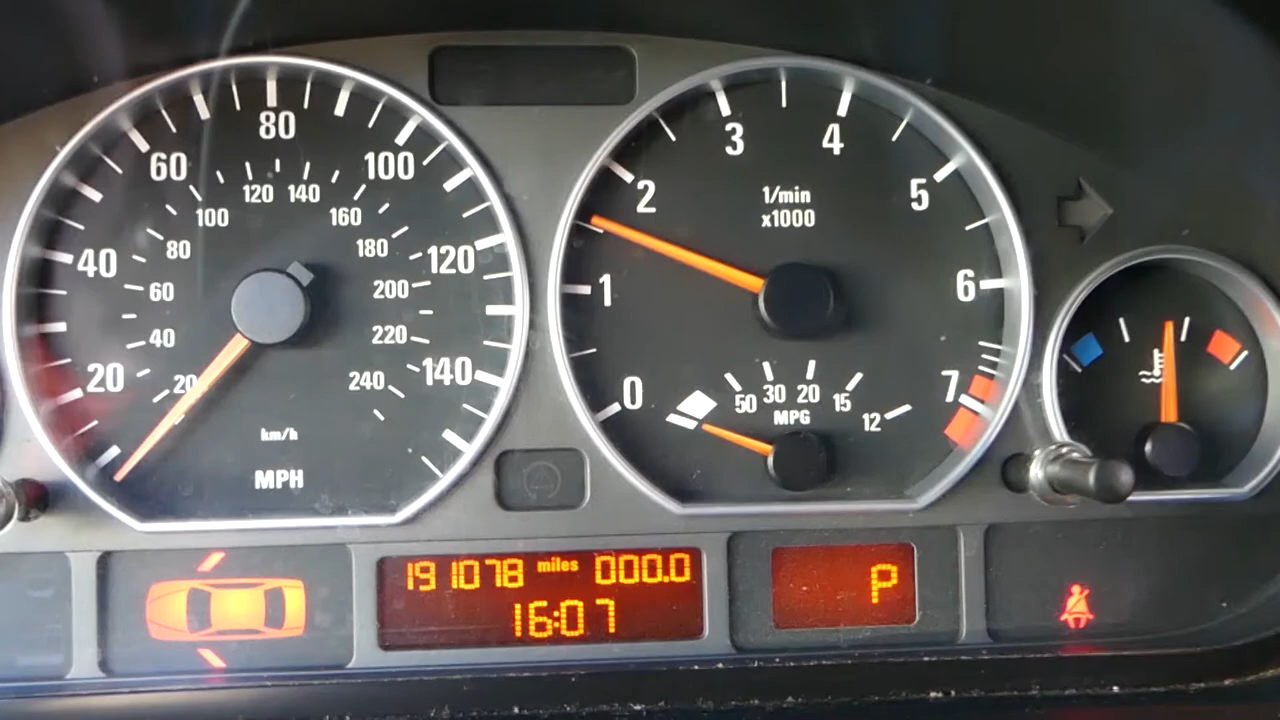 20 40 60 80 100 120 140
20 40 60 80 100 120 140 160 180 200 220 240
km/h
MPH
0 1 2 3 4 5 6 7
1/min
x1000
50 30 20 15 12
MPG
191078 miles 000.0
16:07
P